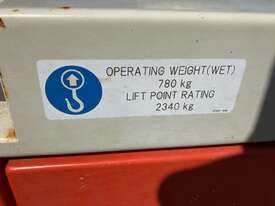 OPERATING WEIGHT(WET)
780 kg
LIFT POINT RATING
2340 kg